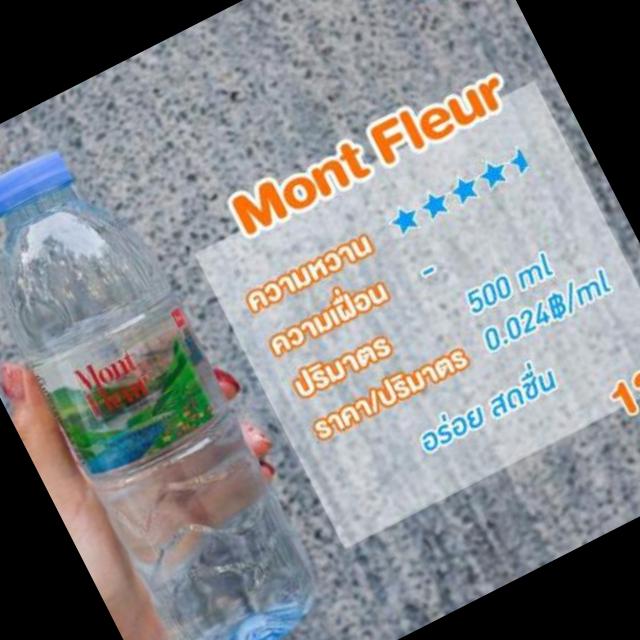 Mont Fleur
ความหวาน
ความเฝื่อน -
ปริมาตร 500 ml
ราคา/ปริมาตร 0.024฿/ml
อร่อย สดชื่น
Mont
Fleur